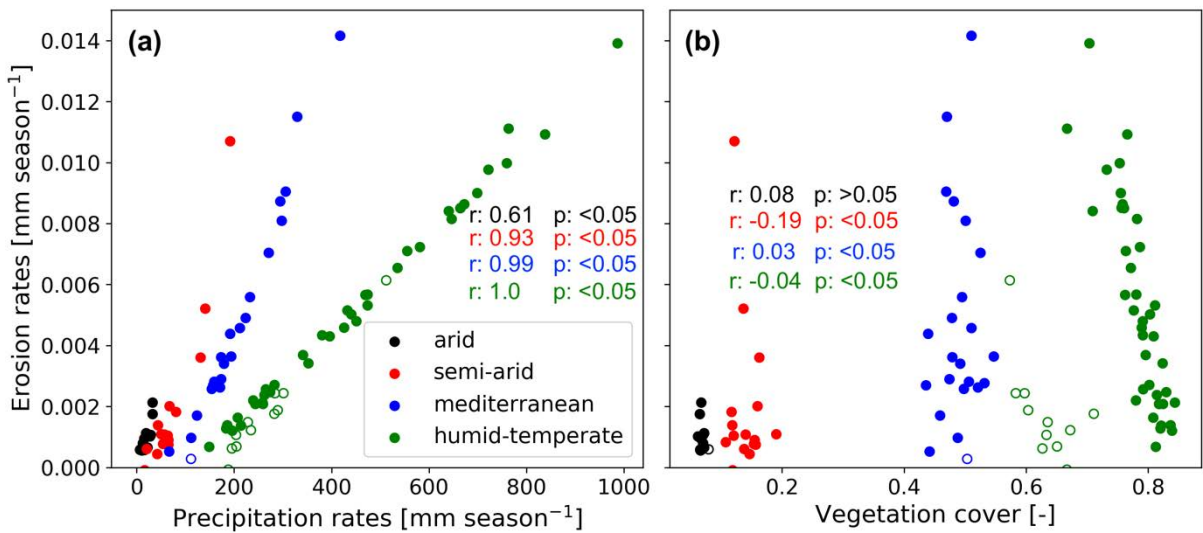 (a)
Erosion rates [mm season⁻¹]
0.014
0.012
0.010
0.008
0.006
0.004
0.002
0.000
r: 0.61 p: <0.05
r: 0.93 p: <0.05
r: 0.99 p: <0.05
r: 1.0 p: <0.05
arid
semi-arid
mediterranean
humid-temperate
0 200 400 600 800 1000
Precipitation rates [mm season⁻¹]
(b)
r: 0.08 p: >0.05
r: -0.19 p: <0.05
r: 0.03 p: <0.05
r: -0.04 p: <0.05
0.2 0.4 0.6 0.8
Vegetation cover [-]